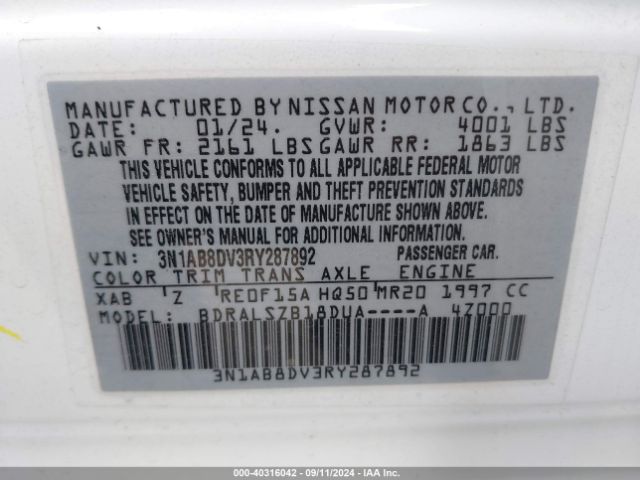 MANUFACTURED BY NISSAN MOTOR CO., LTD.
DATE: 01/24. GVWR: 4001 LBS
GAWR FR: 2161 LBS GAWR RR: 1863 LBS
THIS VEHICLE CONFORMS TO ALL APPLICABLE FEDERAL MOTOR
VEHICLE SAFETY, BUMPER AND THEFT PREVENTION STANDARDS
IN EFFECT ON THE DATE OF MANUFACTURE SHOWN ABOVE.
SEE OWNER'S MANUAL FOR ADDITIONAL INFORMATION.
VIN: 3N1AB8DV3RY287892 PASSENGER CAR.
COLOR TRIM TRANS AXLE ENGINE
XAB Z RE0F15A HQ50 MR20 1997 CC
MODEL BDRALSZB18DUA----A 4Z000
3N1AB8DV3RY287892
000-40316042 - 09/11/2024 - IAAI.COM